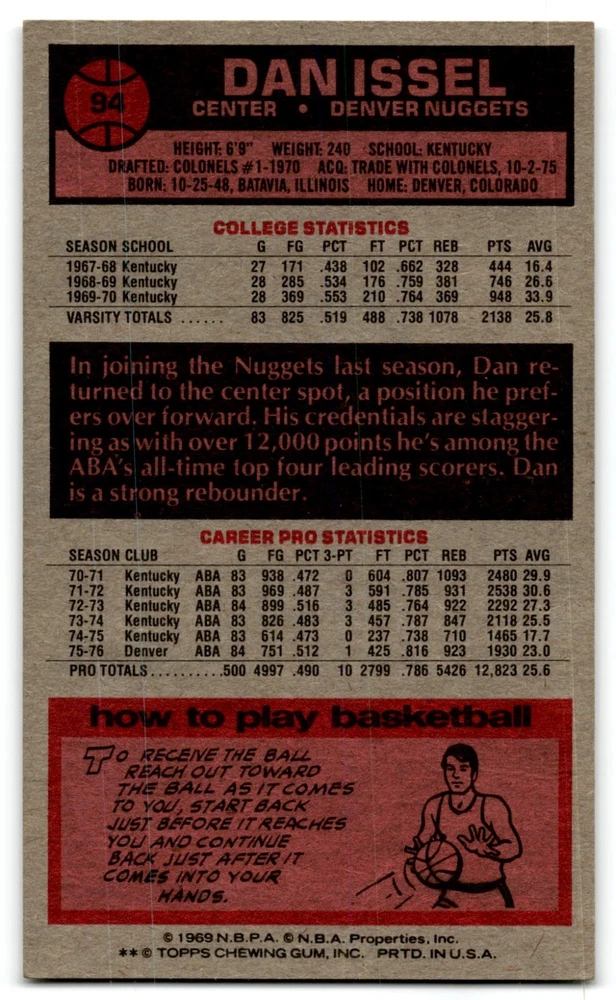 94
DAN ISSEL
CENTER • DENVER NUGGETS
HEIGHT: 6'9" WEIGHT: 240 SCHOOL: KENTUCKY
DRAFTED: COLONELS #1-1970 ACQ: TRADE WITH COLONELS, 10-2-75
BORN: 10-25-48, BATAVIA, ILLINOIS HOME: DENVER, COLORADO
COLLEGE STATISTICS
SEASON SCHOOL G FG PCT FT PCT REB PTS AVG
1967-68 Kentucky 27 171 .438 102 .662 328 444 16.4
1968-69 Kentucky 28 285 .534 176 .759 381 746 26.6
1969-70 Kentucky 28 369 .553 210 .764 369 948 33.9
VARSITY TOTALS ...... 83 825 .519 488 .738 1078 2138 25.8
In joining the Nuggets last season, Dan re-
turned to the center spot, a position he pref-
ers over forward. His credentials are stagger-
ing as with over 12,000 points he's among the
ABA's all-time top four leading scorers. Dan
is a strong rebounder.
CAREER PRO STATISTICS
SEASON CLUB G FG PCT 3-PT FT PCT REB PTS AVG
70-71 Kentucky ABA 83 938 .472 0 604 .807 1093 2480 29.9
71-72 Kentucky ABA 83 969 .487 3 591 .785 931 2538 30.6
72-73 Kentucky ABA 84 899 .516 3 485 .764 922 2292 27.3
73-74 Kentucky ABA 83 826 .483 3 457 .787 847 2118 25.5
74-75 Kentucky ABA 83 614 .473 0 237 .738 710 1465 17.7
75-76 Denver ABA 84 751 .512 1 425 .816 923 1930 23.0
PRO TOTALS..........500 4997 .490 10 2799 .786 5426 12,823 25.6
how to play basketball
TO RECEIVE THE BALL
REACH OUT TOWARD
THE BALL AS IT COMES
TO YOU, START BACK
JUST BEFORE IT REACHES
YOU AND CONTINUE
BACK JUST AFTER IT
COMES INTO YOUR
HANDS.
© 1969 N.B.P.A. © N.B.A. Properties, Inc.
** © TOPPS CHEWING GUM, INC. PRTD. IN U.S.A.